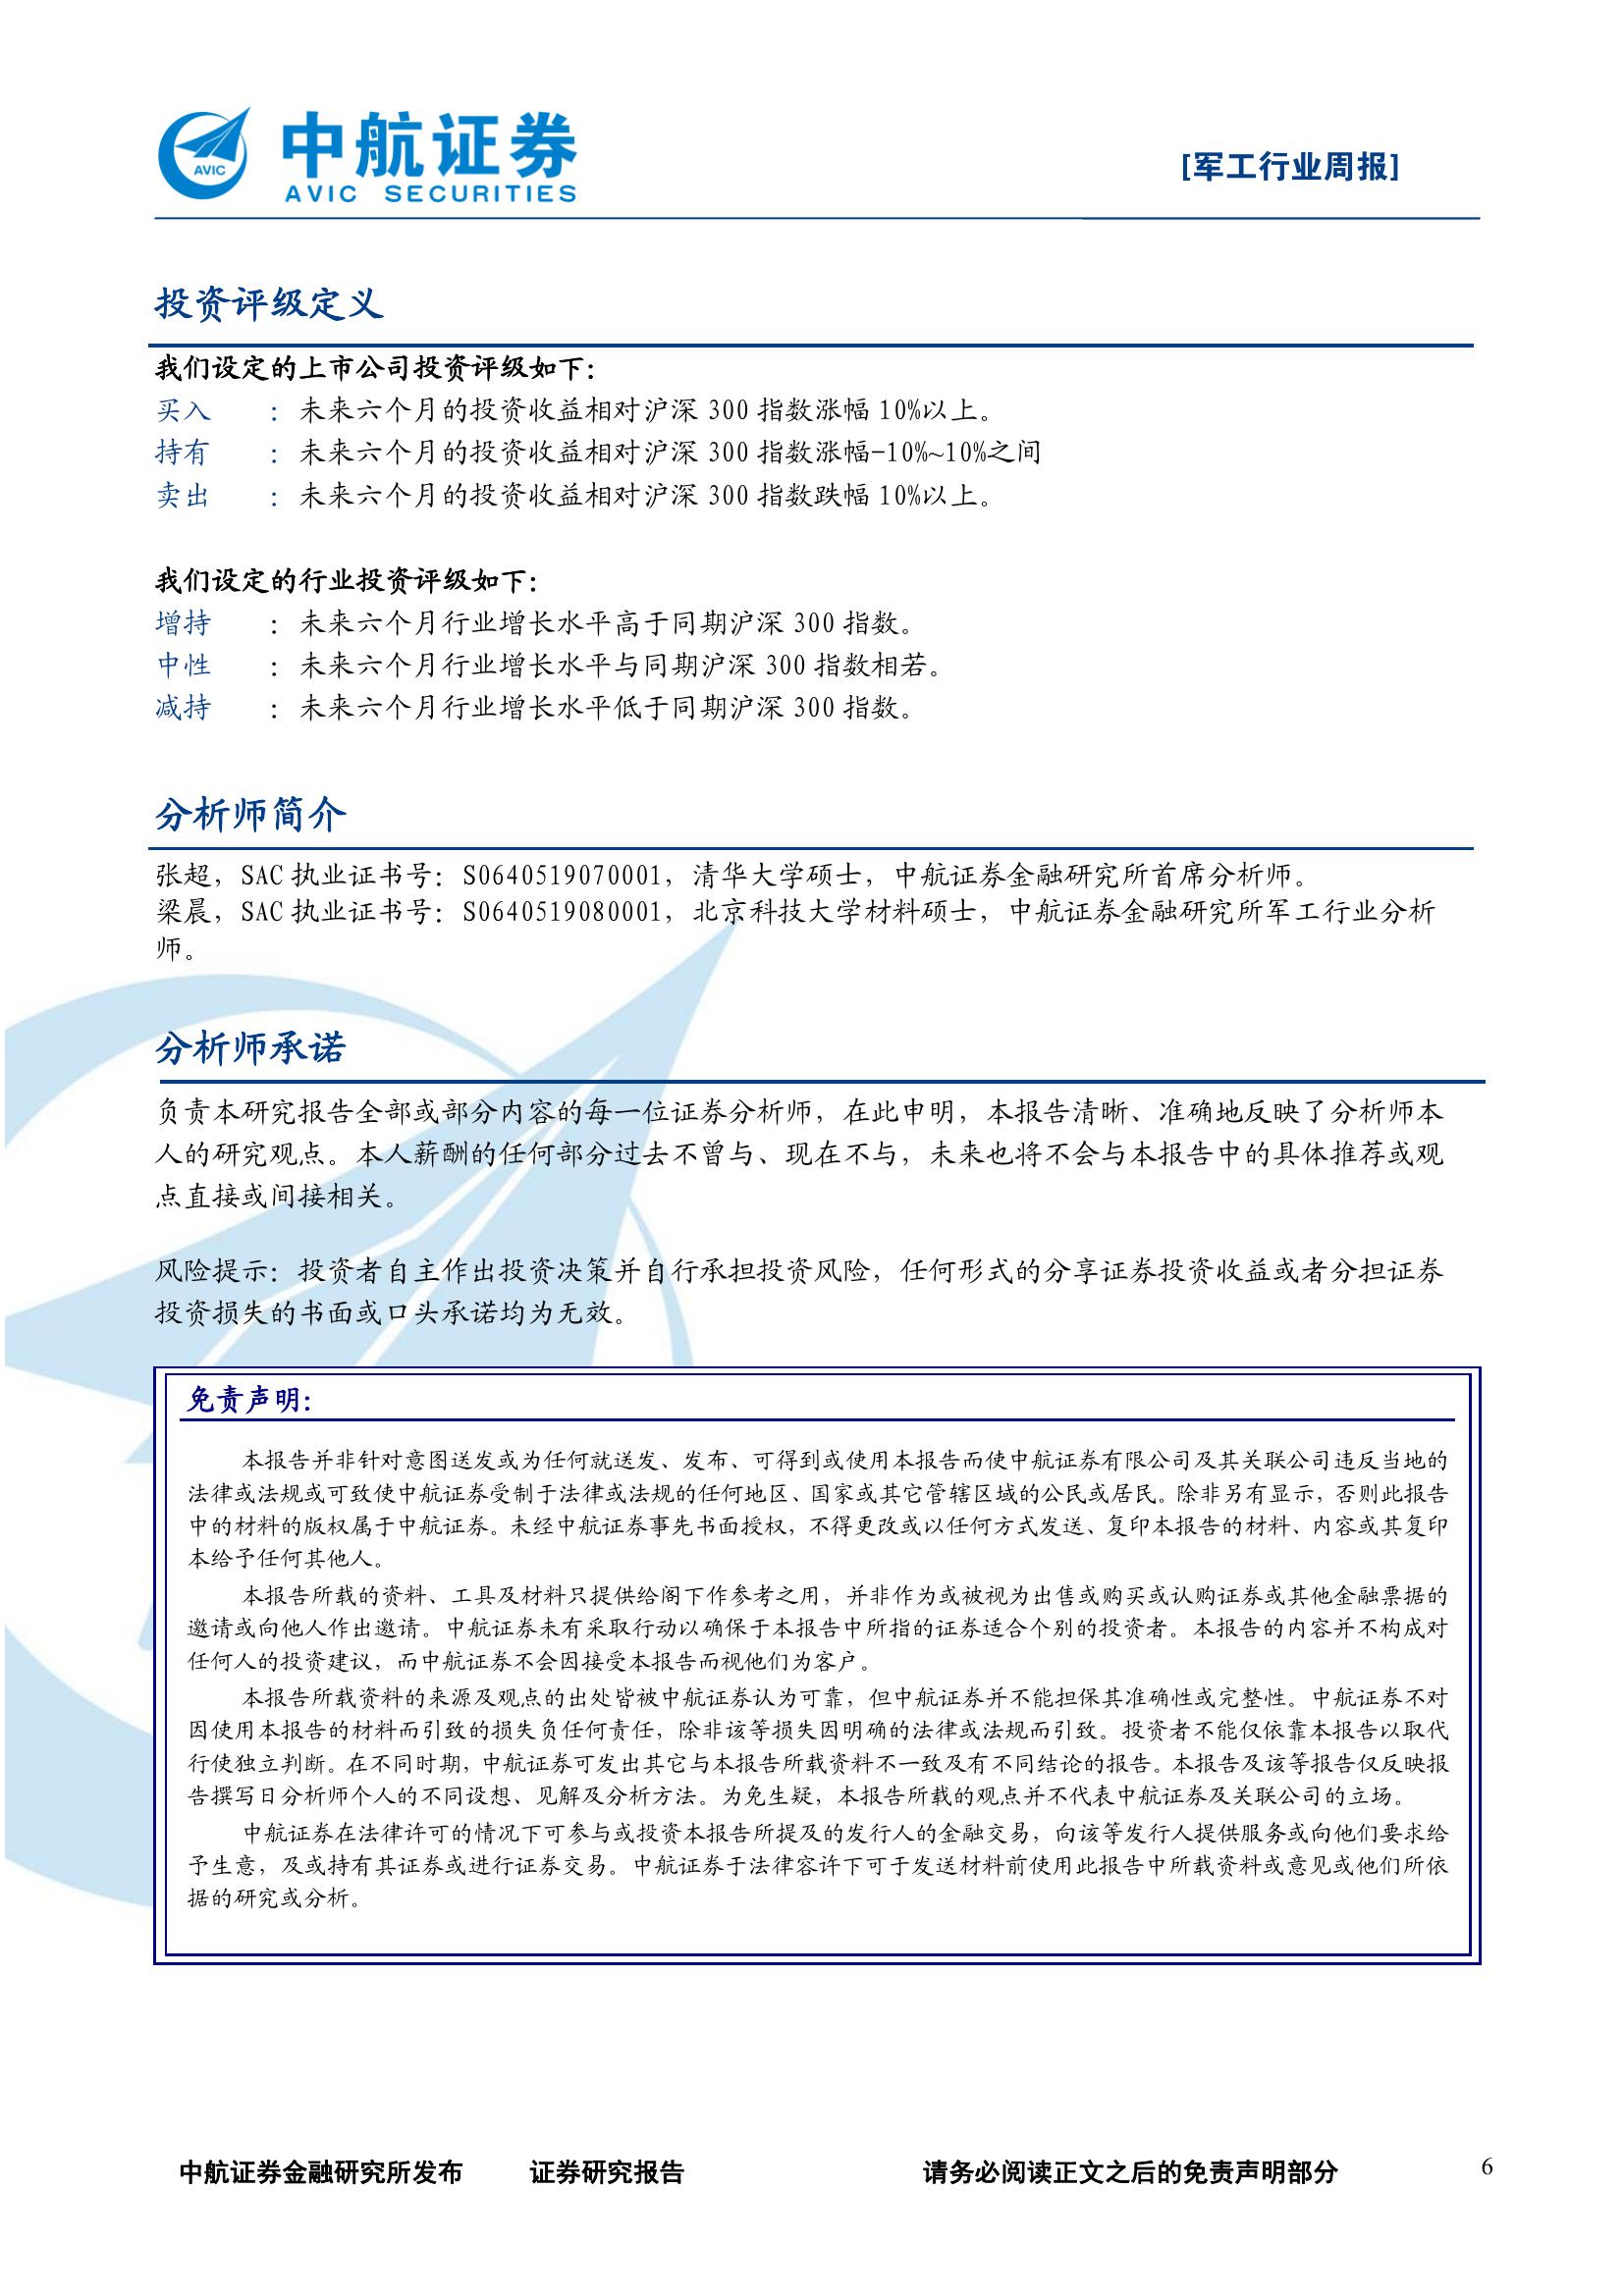 AVIC
中航证券
AVIC SECURITIES
[军工行业周报]
投资评级定义
我们设定的上市公司投资评级如下：
买入 ：未来六个月的投资收益相对沪深 300 指数涨幅 10%以上。
持有 ：未来六个月的投资收益相对沪深 300 指数涨幅-10%~10%之间
卖出 ：未来六个月的投资收益相对沪深 300 指数跌幅 10%以上。
我们设定的行业投资评级如下：
增持 ：未来六个月行业增长水平高于同期沪深 300 指数。
中性 ：未来六个月行业增长水平与同期沪深 300 指数相若。
减持 ：未来六个月行业增长水平低于同期沪深 300 指数。
分析师简介
张超，SAC 执业证书号：S0640519070001，清华大学硕士，中航证券金融研究所首席分析师。
梁晨，SAC 执业证书号：S0640519080001，北京科技大学材料硕士，中航证券金融研究所军工行业分析
师。
分析师承诺
负责本研究报告全部或部分内容的每一位证券分析师，在此申明，本报告清晰、准确地反映了分析师本
人的研究观点。本人薪酬的任何部分过去不曾与、现在不与，未来也将不会与本报告中的具体推荐或观
点直接或间接相关。
风险提示：投资者自主作出投资决策并自行承担投资风险，任何形式的分享证券投资收益或者分担证券
投资损失的书面或口头承诺均为无效。
免责声明：
本报告并非针对意图送发或为任何就送发、发布、可得到或使用本报告而使中航证券有限公司及其关联公司违反当地的
法律或法规或可致使中航证券受制于法律或法规的任何地区、国家或其它管辖区域的公民或居民。除非另有显示，否则此报告
中的材料的版权属于中航证券。未经中航证券事先书面授权，不得更改或以任何方式发送、复印本报告的材料、内容或其复印
本给予任何其他人。
本报告所载的资料、工具及材料只提供给阁下作参考之用，并非作为或被视为出售或购买或认购证券或其他金融票据的
邀请或向他人作出邀请。中航证券未有采取行动以确保于本报告中所指的证券适合个别的投资者。本报告的内容并不构成对
任何人的投资建议，而中航证券不会因接受本报告而视他们为客户。
本报告所载资料的来源及观点的出处皆被中航证券认为可靠，但中航证券并不能担保其准确性或完整性。中航证券不对
因使用本报告的材料而引致的损失负任何责任，除非该等损失因明确的法律或法规而引致。投资者不能仅依靠本报告以取代
行使独立判断。在不同时期，中航证券可发出其它与本报告所载资料不一致及有不同结论的报告。本报告及该等报告仅反映报
告撰写日分析师个人的不同设想、见解及分析方法。为免生疑，本报告所载的观点并不代表中航证券及关联公司的立场。
中航证券在法律许可的情况下可参与或投资本报告所提及的发行人的金融交易，向该等发行人提供服务或向他们要求给
予生意，及或持有其证券或进行证券交易。中航证券于法律容许下可于发送材料前使用此报告中所载资料或意见或他们所依
据的研究或分析。
中航证券金融研究所发布 证券研究报告 请务必阅读正文之后的免责声明部分 6